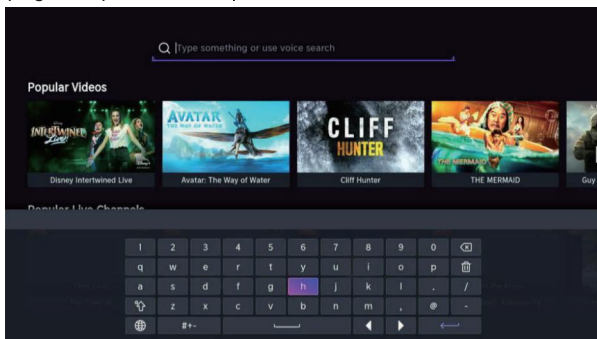 Type something or use voice search
Popular Videos
INTERTWINED Live!
Disney+
AVATAR
THE WAY OF WATER
CLIFF
HUNTER
THE MERMAID
Disney Intertwined Live
Avatar: The Way of Water
Cliff Hunter
THE MERMAID
Guy
Popular Live Channels
1 2 3 4 5 6 7 8 9 0
q w e r t y u i o p
a s d f g h j k l . /
z x c v b n m , @ -
#+-